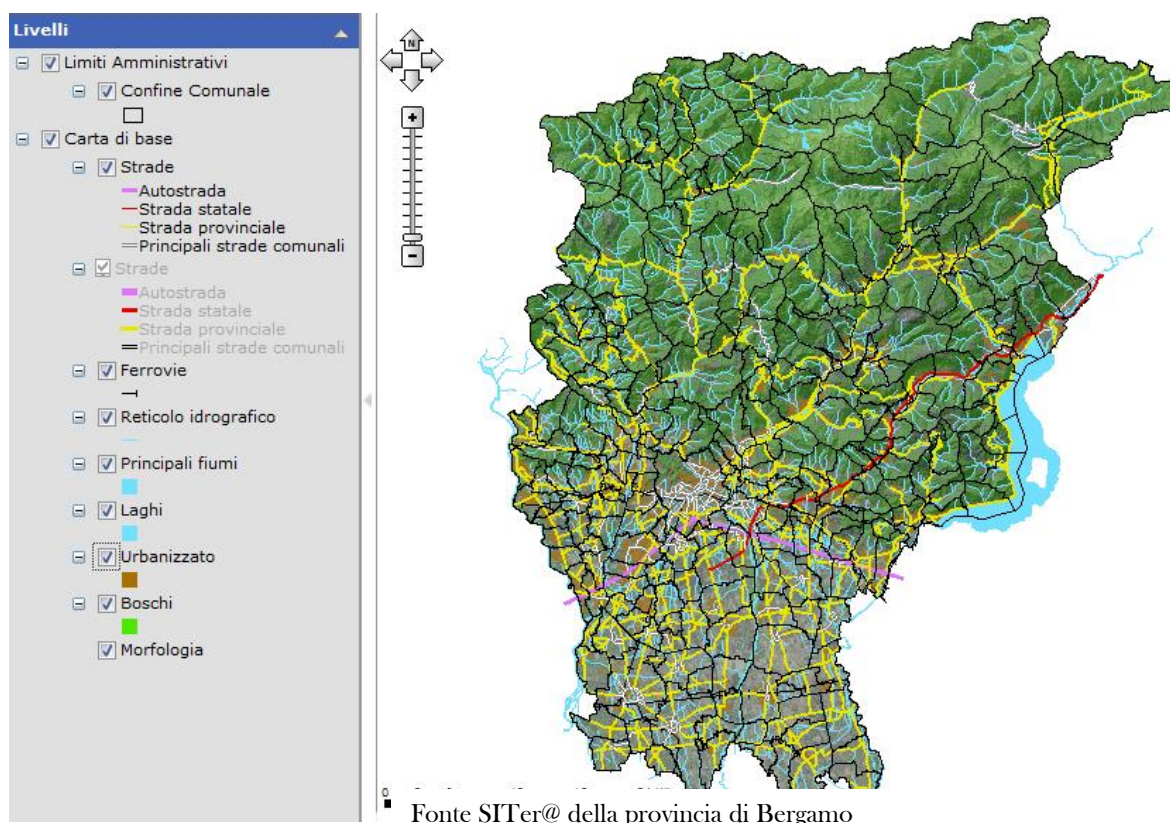 Livelli
Limiti Amministrativi
Confine Comunale
Carta di base
Strade
Autostrada
Strada statale
Strada provinciale
Principali strade comunali
Strade
Autostrada
Strada statale
Strada provinciale
Principali strade comunali
Ferrovie
Reticolo idrografico
Principali fiumi
Laghi
Urbanizzato
Boschi
Morfologia
N
0
Fonte SITer@ della provincia di Bergamo